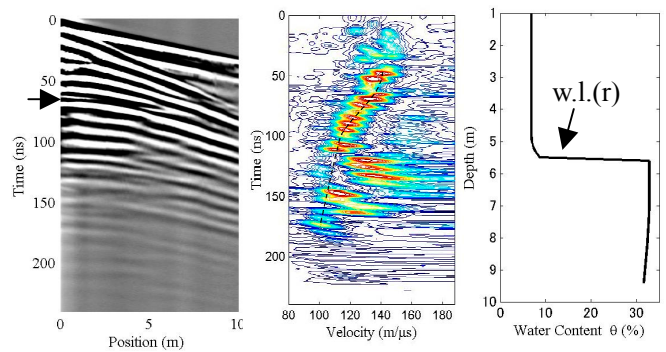 0
50
100
150
200
Time (ns)
0
5
10
Position (m)
0
50
100
150
200
Time (ns)
80 100 120 140 160 180
Velocity (m/µs)
1
2
3
4
5
6
7
8
9
10
Depth (m)
w.l.(r)
0 10 20 30
Water Content θ (%)